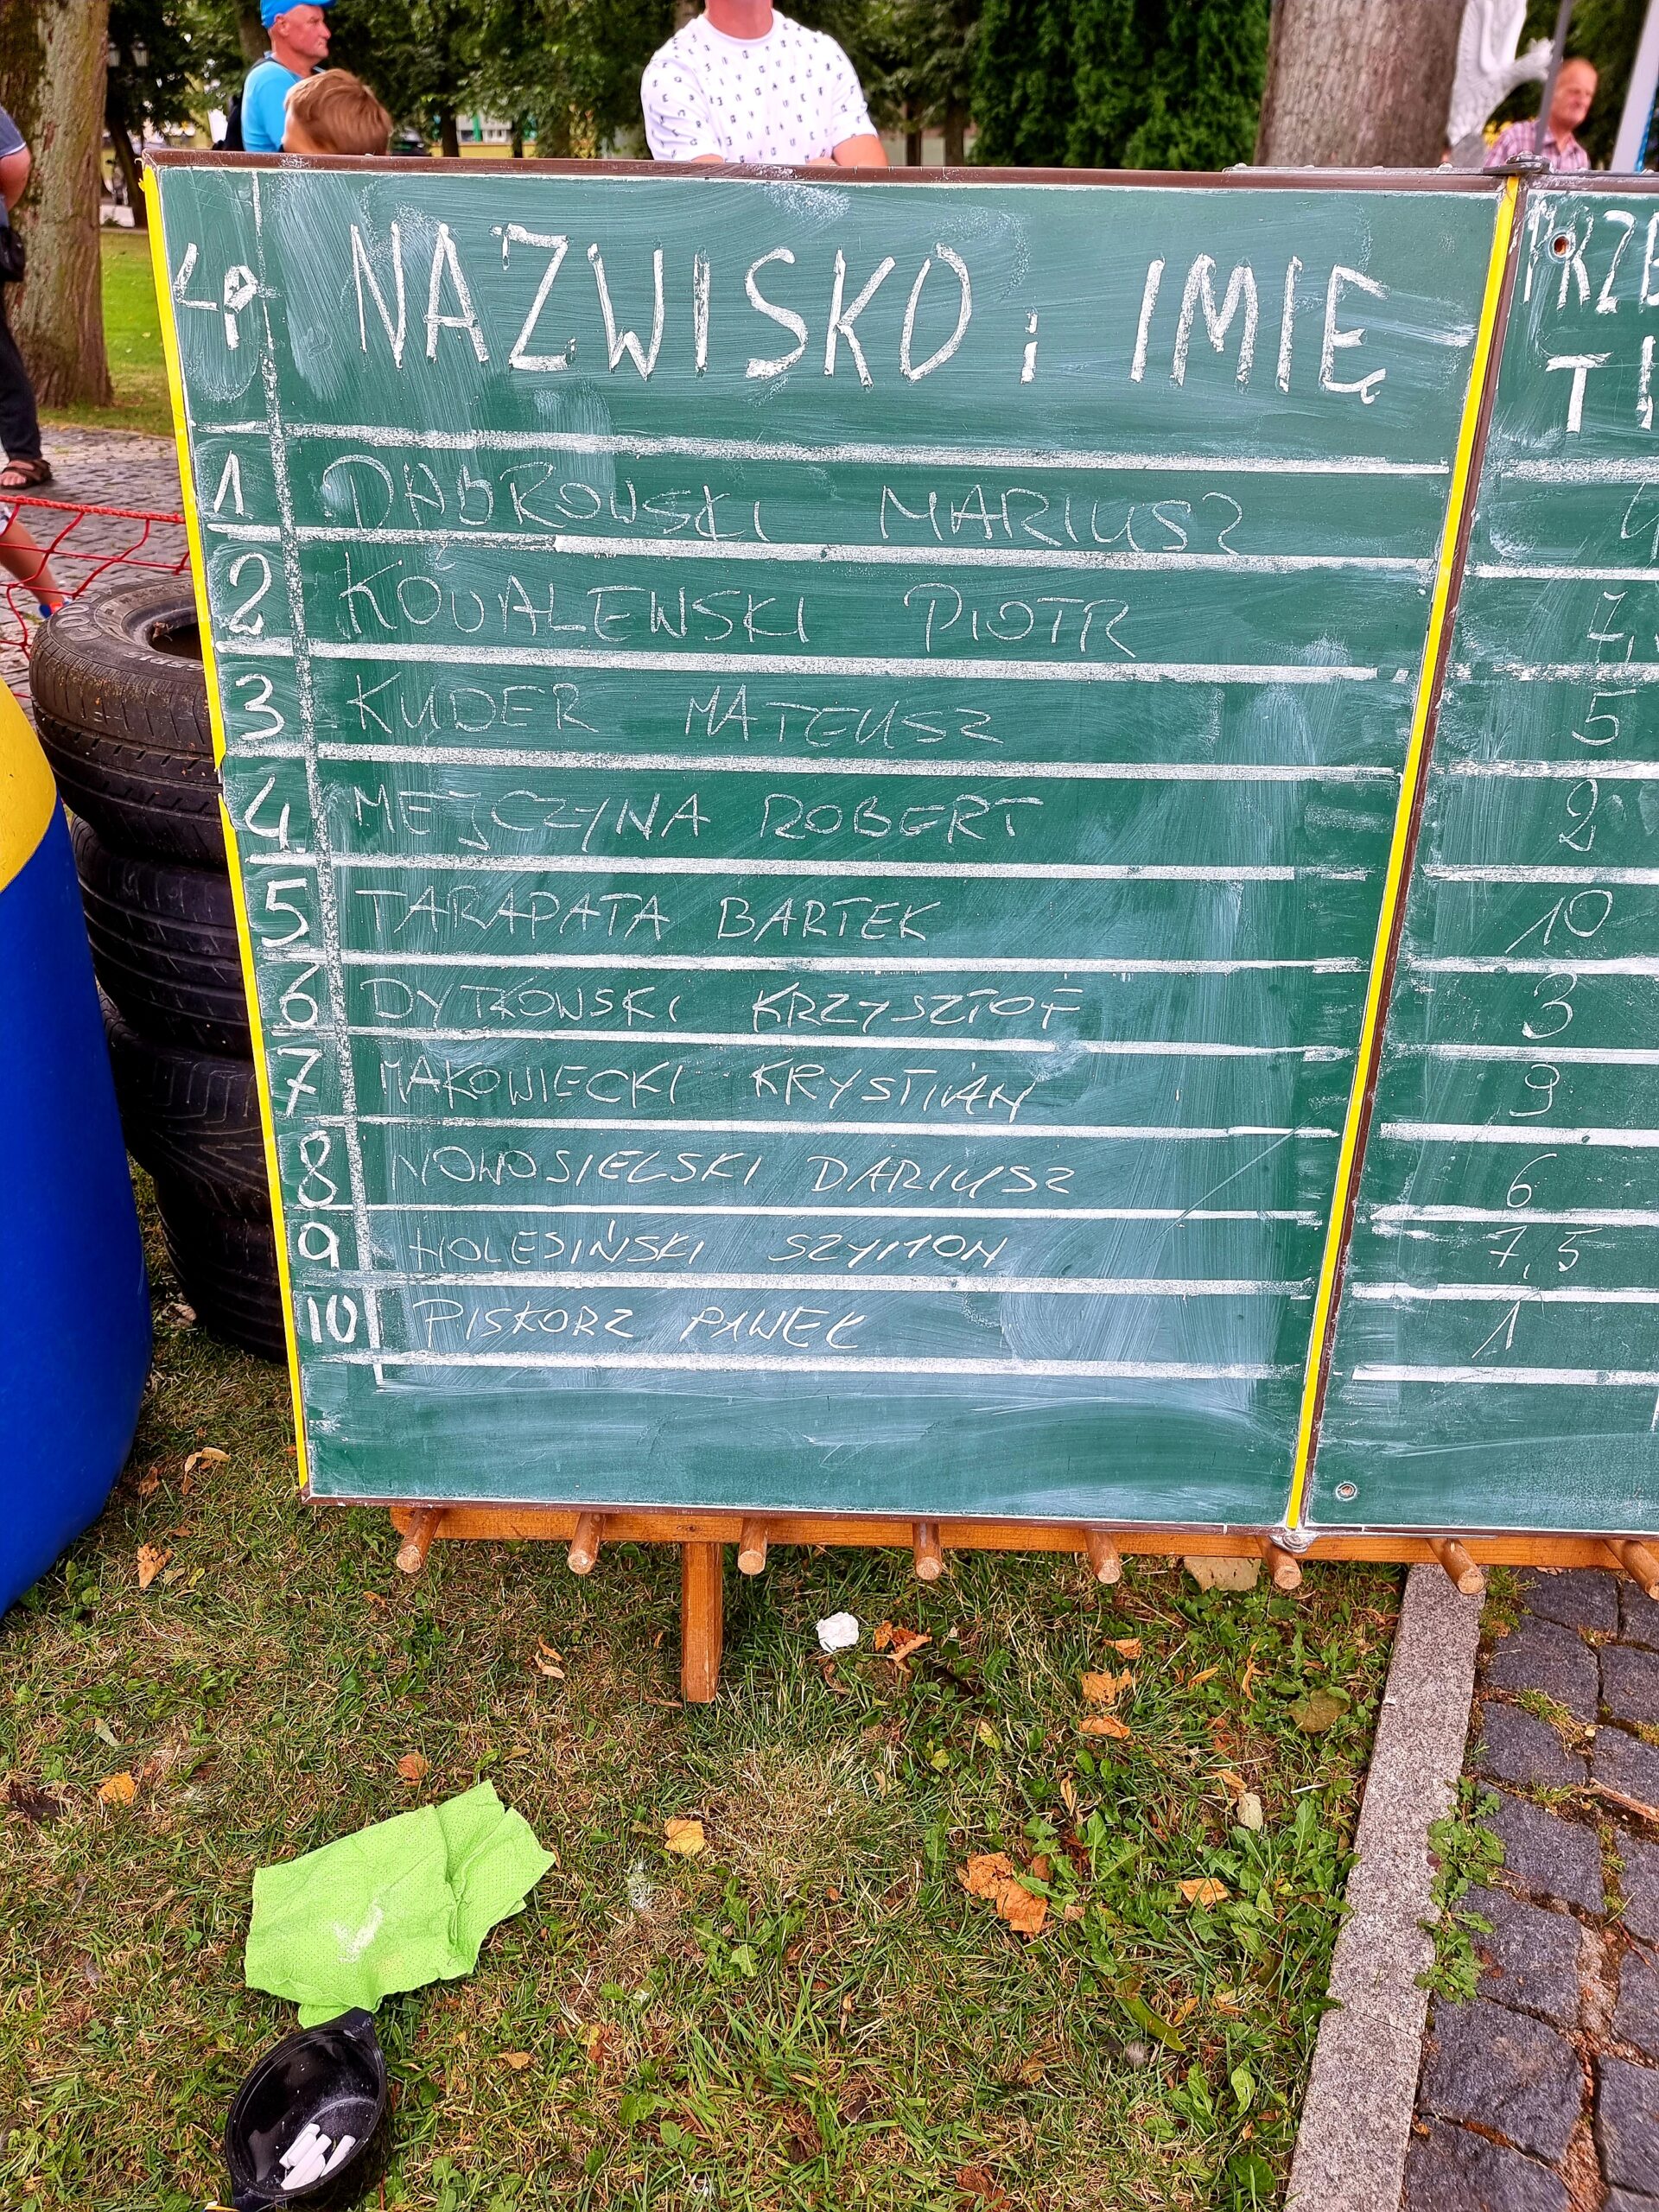 Lp NAZWISKO i IMIĘ
1 DĄBROWSKI MARIUSZ
2 KOWALEWSKI PIOTR 7,
3 KUDER MATEUSZ 5
4 MEJCZYNA ROBERT 2
5 TARAPATA BARTEK 10
6 DYTKOWSKI KRZYSZTOF 3
7 MAKOWIECKI KRYSTIAN 9
8 NOWOSIELSKI DARIUSZ 6
9 HOLESIŃSKI SZYMON 7,5
10 PISKORZ PAWEŁ 1